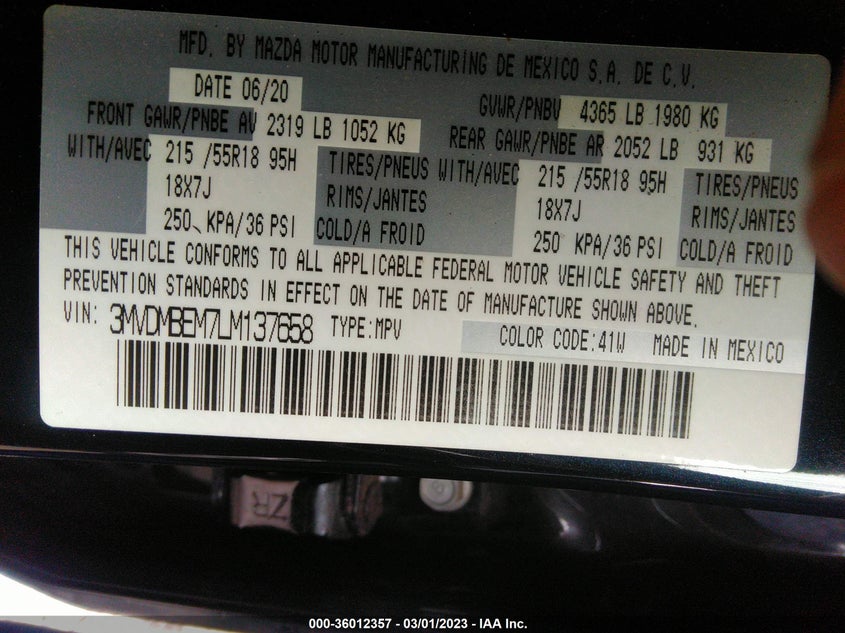 MFD. BY MAZDA MOTOR MANUFACTURING DE MEXICO S.A. DE C.V.
DATE 06/20 GVWR/PNBV 4365 LB 1980 KG
FRONT GAWR/PNBE AV 2319 LB 1052 KG REAR GAWR/PNBE AR 2052 LB 931 KG
WITH/AVEC 215 /55R18 95H TIRES/PNEUS WITH/AVEC 215 /55R18 95H TIRES/PNEUS
18X7J RIMS/JANTES 18X7J RIMS/JANTES
250 KPA/36 PSI COLD/A FROID 250 KPA/36 PSI COLD/A FROID
THIS VEHICLE CONFORMS TO ALL APPLICABLE FEDERAL MOTOR VEHICLE SAFETY AND THEFT
PREVENTION STANDARDS IN EFFECT ON THE DATE OF MANUFACTURE SHOWN ABOVE.
VIN: 3MVDMBEM7LM137658 TYPE:MPV COLOR CODE:41W MADE IN MEXICO
ZR
000-36012357 - 03/01/2023 - IAA Inc.